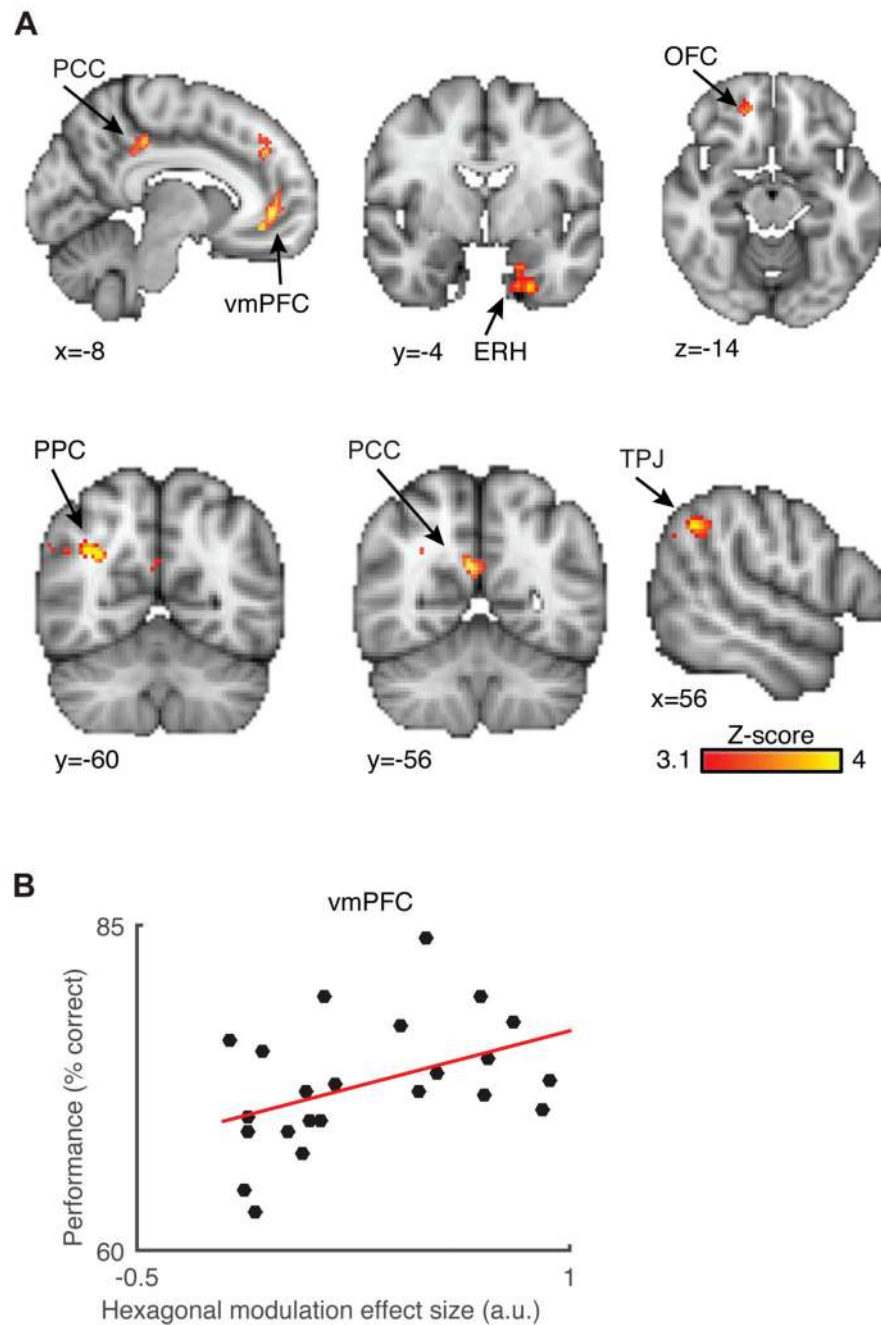 A
PCC
OFC
vmPFC
x=-8
y=-4 ERH
z=-14
PPC
PCC
TPJ
y=-60
y=-56
x=56
Z-score
3.1 4
B
vmPFC
85
Performance (% correct)
60
-0.5 1
Hexagonal modulation effect size (a.u.)